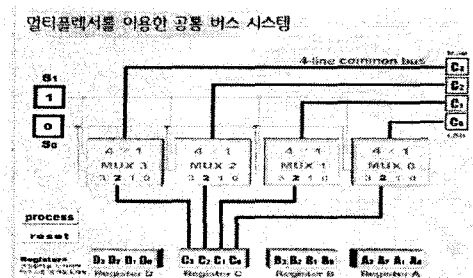 멀티플렉서를 이용한 공통 버스 시스템
4-line common bus
C₃
C₂
C₁
C₀
S₁
1
0
S₀
4 × 1 MUX 3
3 2 1 0
4 × 1 MUX 2
3 2 1 0
4 × 1 MUX 1
3 2 1 0
4 × 1 MUX 0
3 2 1 0
process
reset
Registers
D₃ D₂ D₁ D₀
Register D
C₃ C₂ C₁ C₀
Register C
B₃ B₂ B₁ B₀
Register B
A₃ A₂ A₁ A₀
Register A